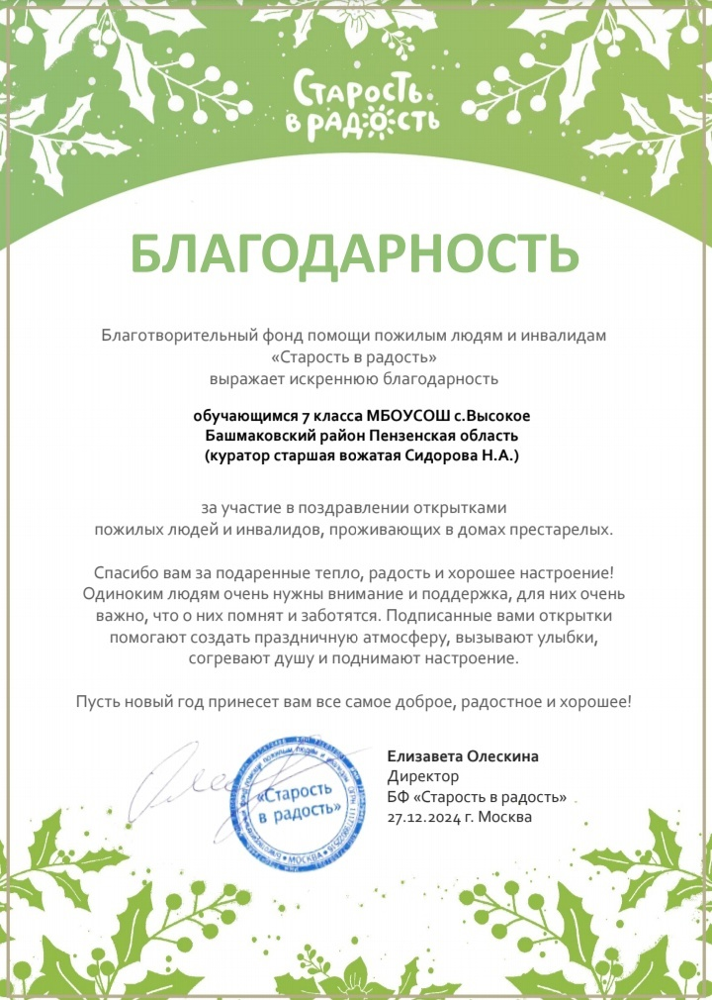 Старость
в радость
БЛАГОДАРНОСТЬ
Благотворительный фонд помощи пожилым людям и инвалидам
«Старость в радость»
выражает искреннюю благодарность
обучающимся 7 класса МБОУСОШ с.Высокое
Башмаковский район Пензенская область
(куратор старшая вожатая Сидорова Н.А.)
за участие в поздравлении открытками
пожилых людей и инвалидов, проживающих в домах престарелых.
Спасибо вам за подаренные тепло, радость и хорошее настроение!
Одиноким людям очень нужны внимание и поддержка, для них очень
важно, что о них помнят и заботятся. Подписанные вами открытки
помогают создать праздничную атмосферу, вызывают улыбки,
согревают душу и поднимают настроение.
Пусть новый год принесет вам все самое доброе, радостное и хорошее!
Елизавета Олескина
Директор
БФ «Старость в радость»
27.12.2024 г. Москва
«Старость
в радость»
МОСКВА